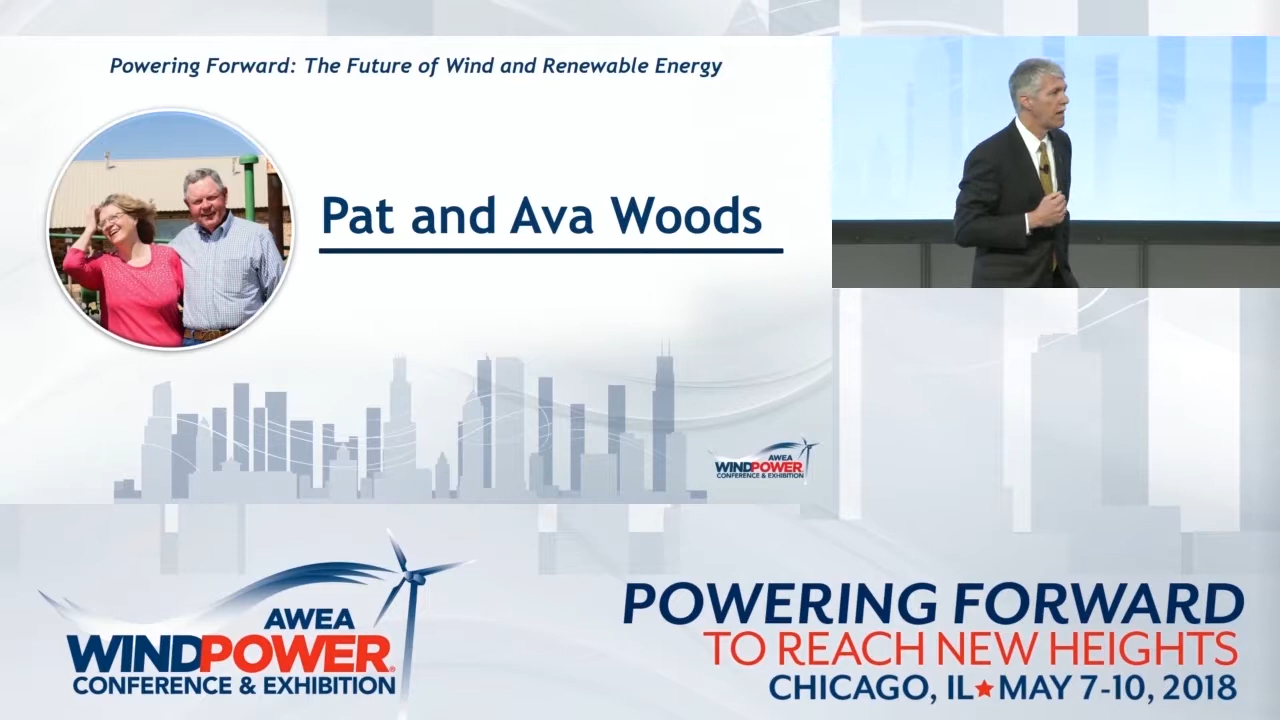 Powering Forward: The Future of Wind and Renewable Energy
Pat and Ava Woods
AWEA
WINDPOWER
CONFERENCE & EXHIBITION
AWEA
WINDPOWER®
CONFERENCE & EXHIBITION
POWERING FORWARD
TO REACH NEW HEIGHTS
CHICAGO, IL★MAY 7-10, 2018